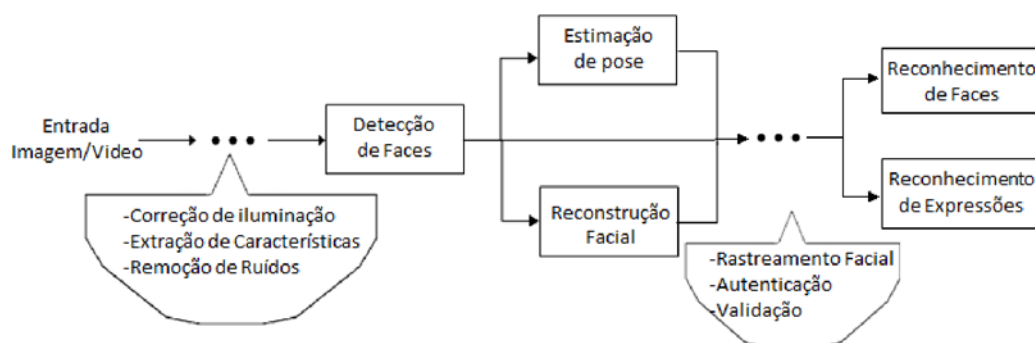 Entrada
Imagem/Video
-Correção de iluminação
-Extração de Características
-Remoção de Ruídos
Detecção
de Faces
Estimação
de pose
Reconstrução
Facial
-Rastreamento Facial
-Autenticação
-Validação
Reconhecimento
de Faces
Reconhecimento
de Expressões